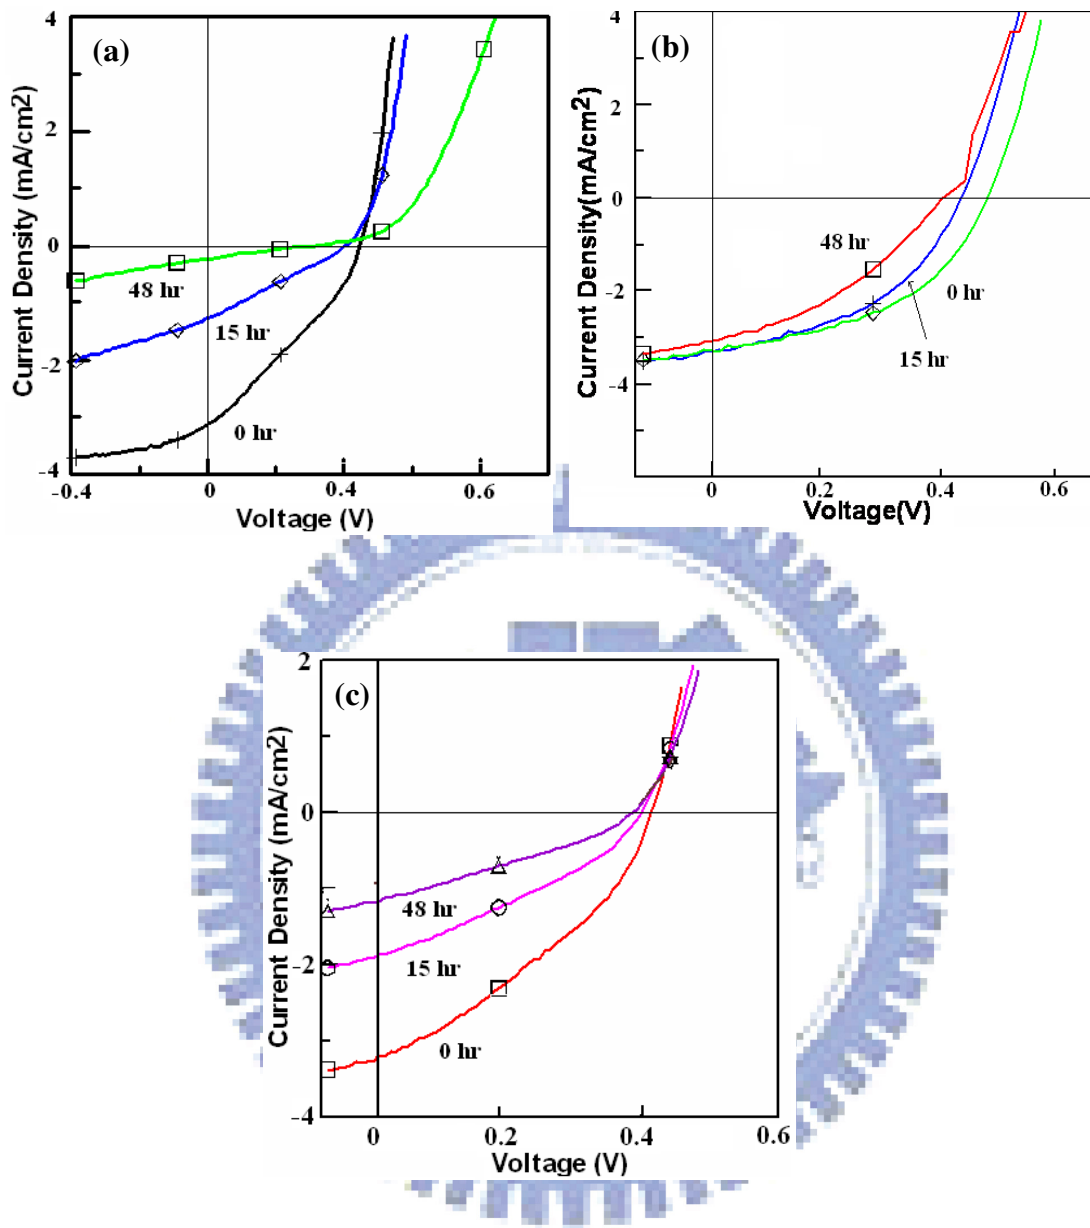 (a)
Current Density (mA/cm2)
4
2
0
-2
-4
48 hr
15 hr
0 hr
-0.4
0
0.4
0.6
Voltage (V)
(b)
Current Density(mA/cm2)
4
2
0
-2
-4
48 hr
0 hr
15 hr
0
0.2
0.4
0.6
Voltage(V)
(c)
Current Density (mA/cm2)
2
0
-2
-4
48 hr
15 hr
0 hr
0
0.2
0.4
0.6
Voltage (V)